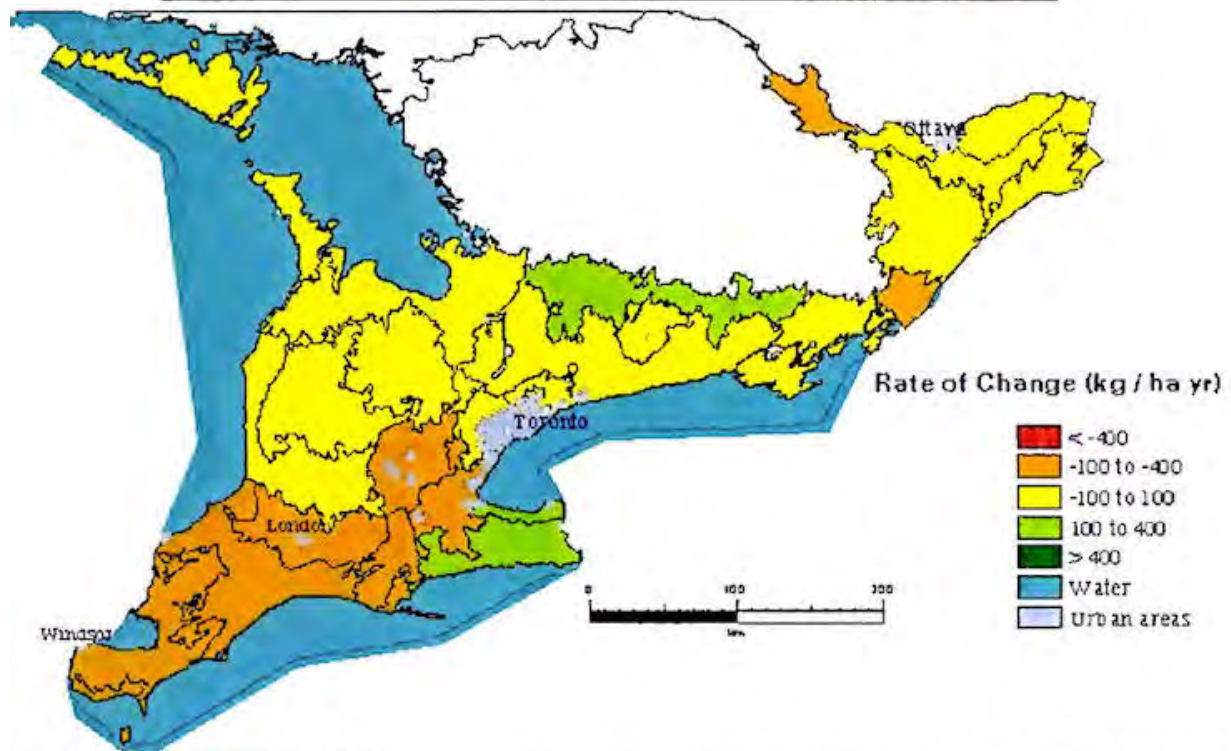 Ottawa
Toronto
London
Windsor
Rate of Change (kg / ha yr)
< -400
-100 to -400
-100 to 100
100 to 400
> 400
Water
Urban areas
0 100 200
km